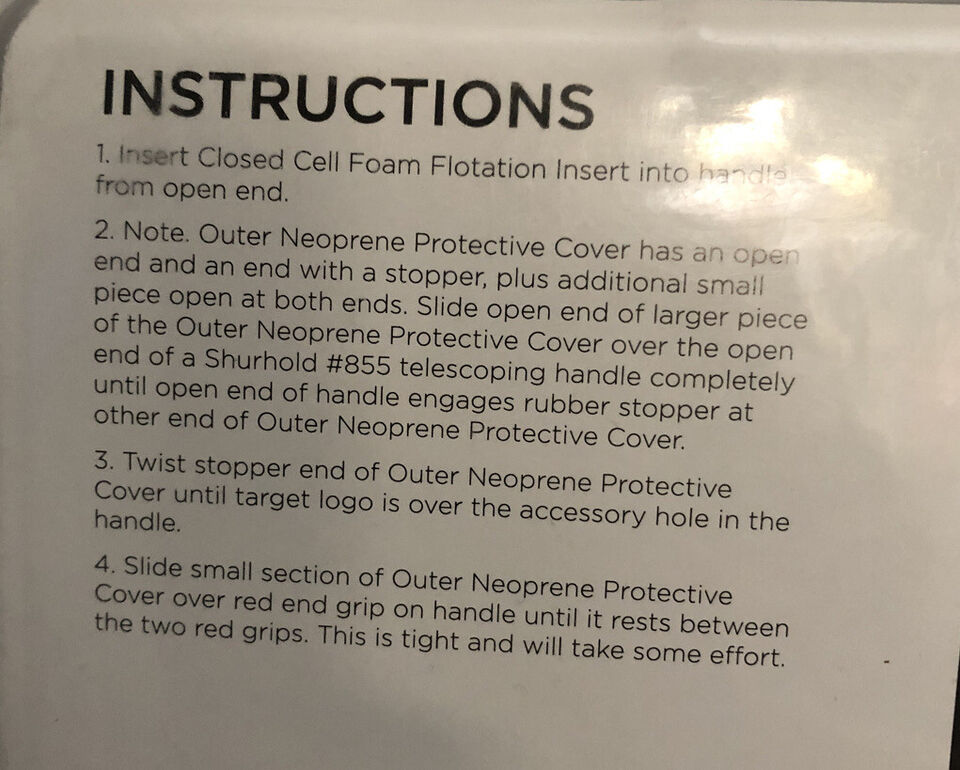 INSTRUCTIONS
1. Insert Closed Cell Foam Flotation Insert into handle
from open end.
2. Note. Outer Neoprene Protective Cover has an open
end and an end with a stopper, plus additional small
piece open at both ends. Slide open end of larger piece
of the Outer Neoprene Protective Cover over the open
end of a Shurhold #855 telescoping handle completely
until open end of handle engages rubber stopper at
other end of Outer Neoprene Protective Cover.
3. Twist stopper end of Outer Neoprene Protective
Cover until target logo is over the accessory hole in the
handle.
4. Slide small section of Outer Neoprene Protective
Cover over red end grip on handle until it rests between
the two red grips. This is tight and will take some effort.